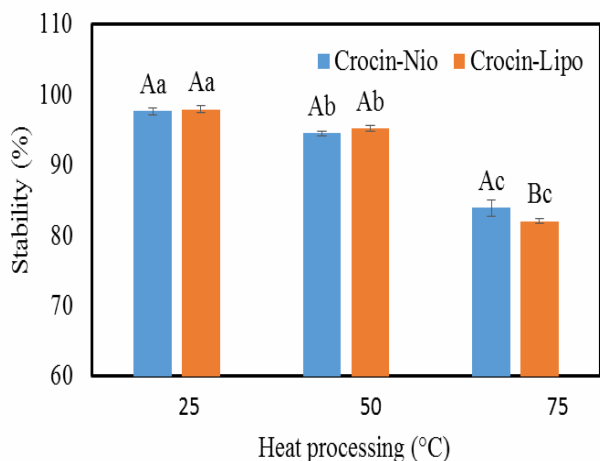 110
Crocin-Nio Crocin-Lipo
100
Aa Aa
Ab Ab
90
Ac Bc
80
70
60
Stability (%)
25 50 75
Heat processing (°C)